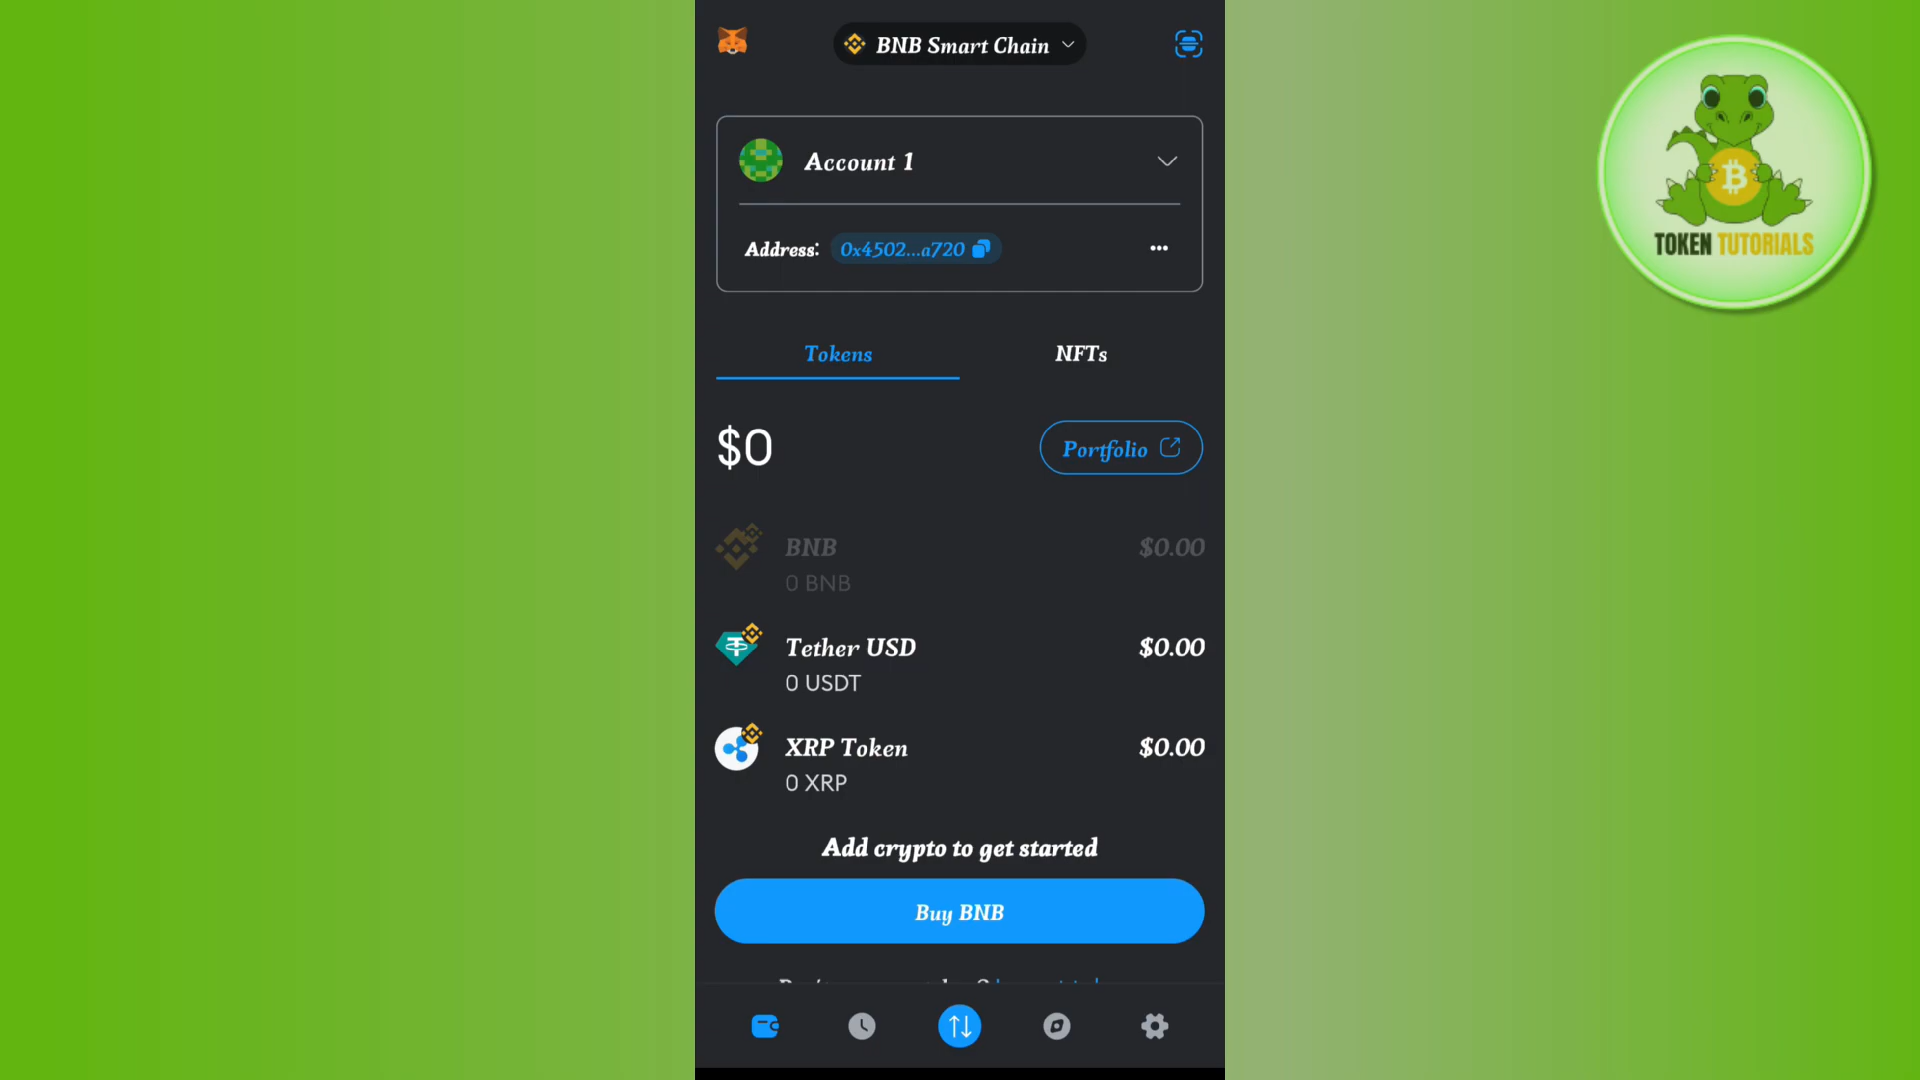 BNB Smart Chain
Account 1
Address: 0x4502...a720
Tokens NFTs
$0 Portfolio
BNB $0.00
0 BNB
Tether USD $0.00
0 USDT
XRP Token $0.00
0 XRP
Add crypto to get started
Buy BNB
TOKEN TUTORIALS